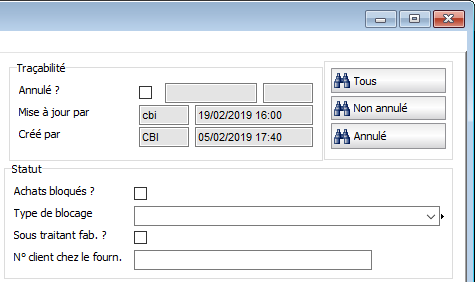 Traçabilité
Annulé ?
Mise à jour par cbi 19/02/2019 16:00
Créé par CBI 05/02/2019 17:40
Tous
Non annulé
Annulé
Statut
Achats bloqués ?
Type de blocage
Sous traitant fab. ?
N° client chez le fourn.